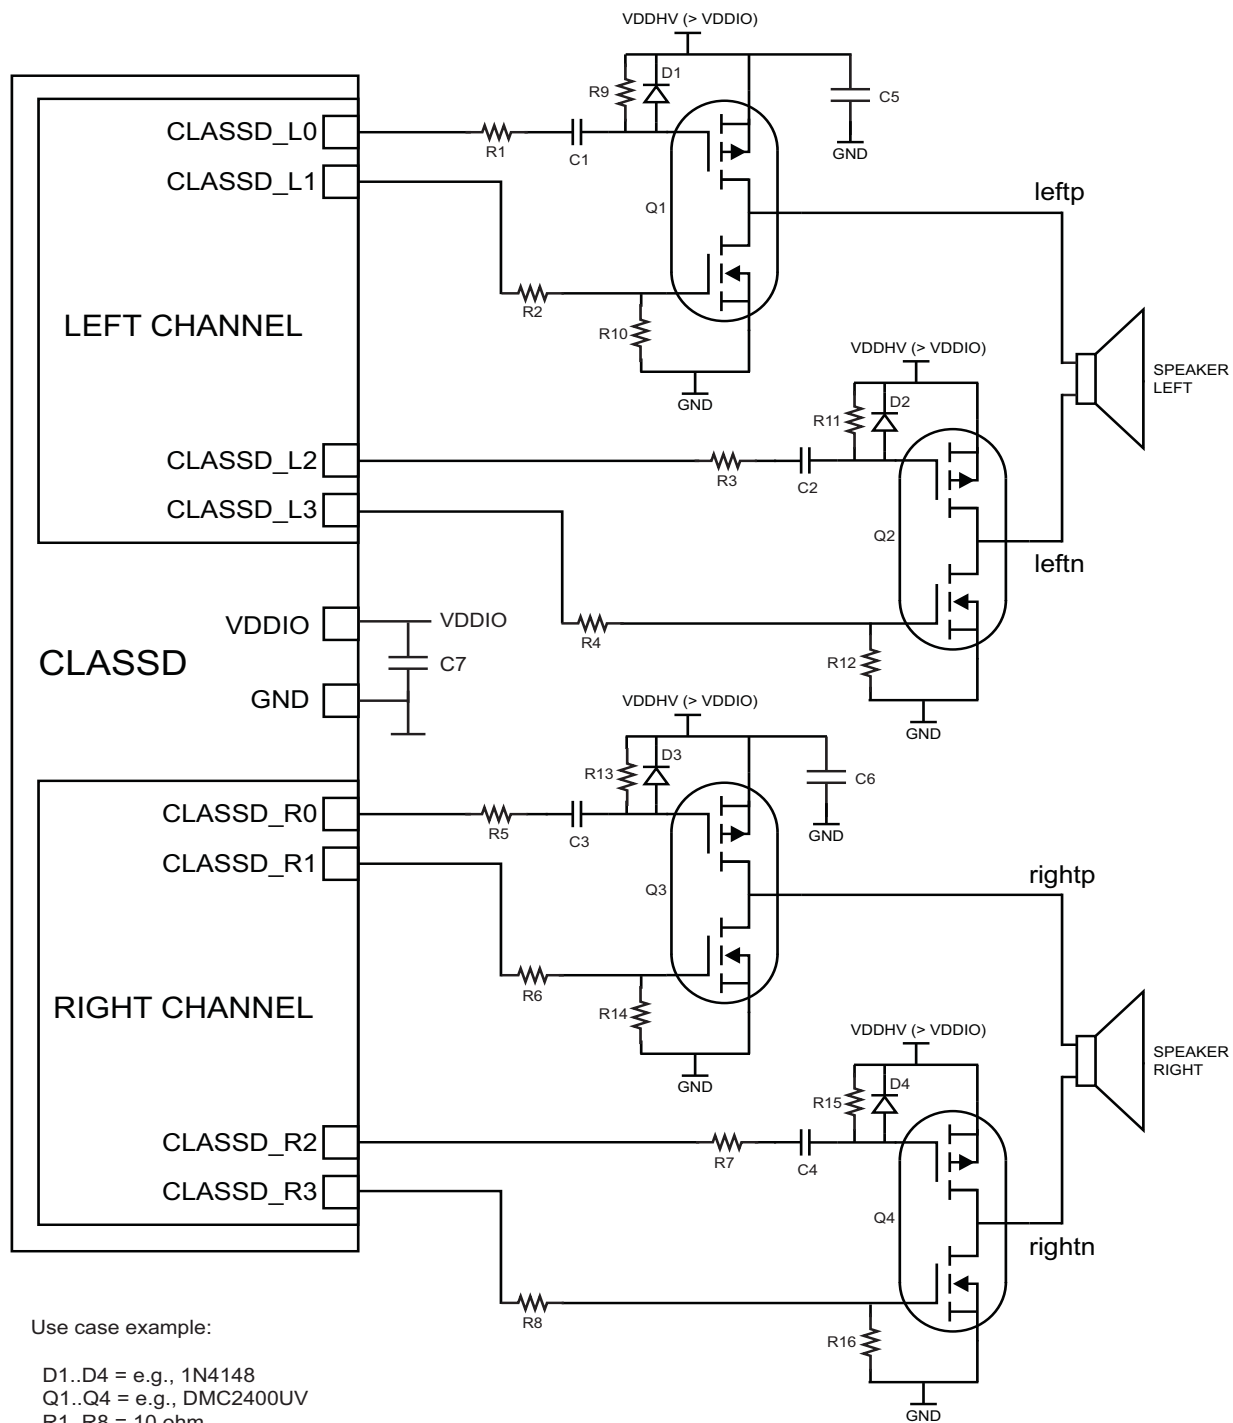 VDDHV (> VDDIO)
D1
R9
C5
CLASSD_L0
R1
C1
GND
CLASSD_L1
leftp
Q1
R2
LEFT CHANNEL
R10
VDDHV (> VDDIO)
SPEAKER
LEFT
GND
D2
R11
CLASSD_L2
R3
C2
CLASSD_L3
Q2
leftn
VDDIO
VDDIO
R4
CLASSD
C7
R12
GND
VDDHV (> VDDIO)
GND
D3
R13
C6
CLASSD_R0
R5
C3
GND
CLASSD_R1
rightp
Q3
R6
RIGHT CHANNEL
R14
VDDHV (> VDDIO)
SPEAKER
RIGHT
GND
D4
R15
CLASSD_R2
R7
C4
CLASSD_R3
Q4
rightn
R8
Use case example:
R16
D1..D4 = e.g., 1N4148
Q1..Q4 = e.g., DMC2400UV
R1..R8 = 10 ohm
GND